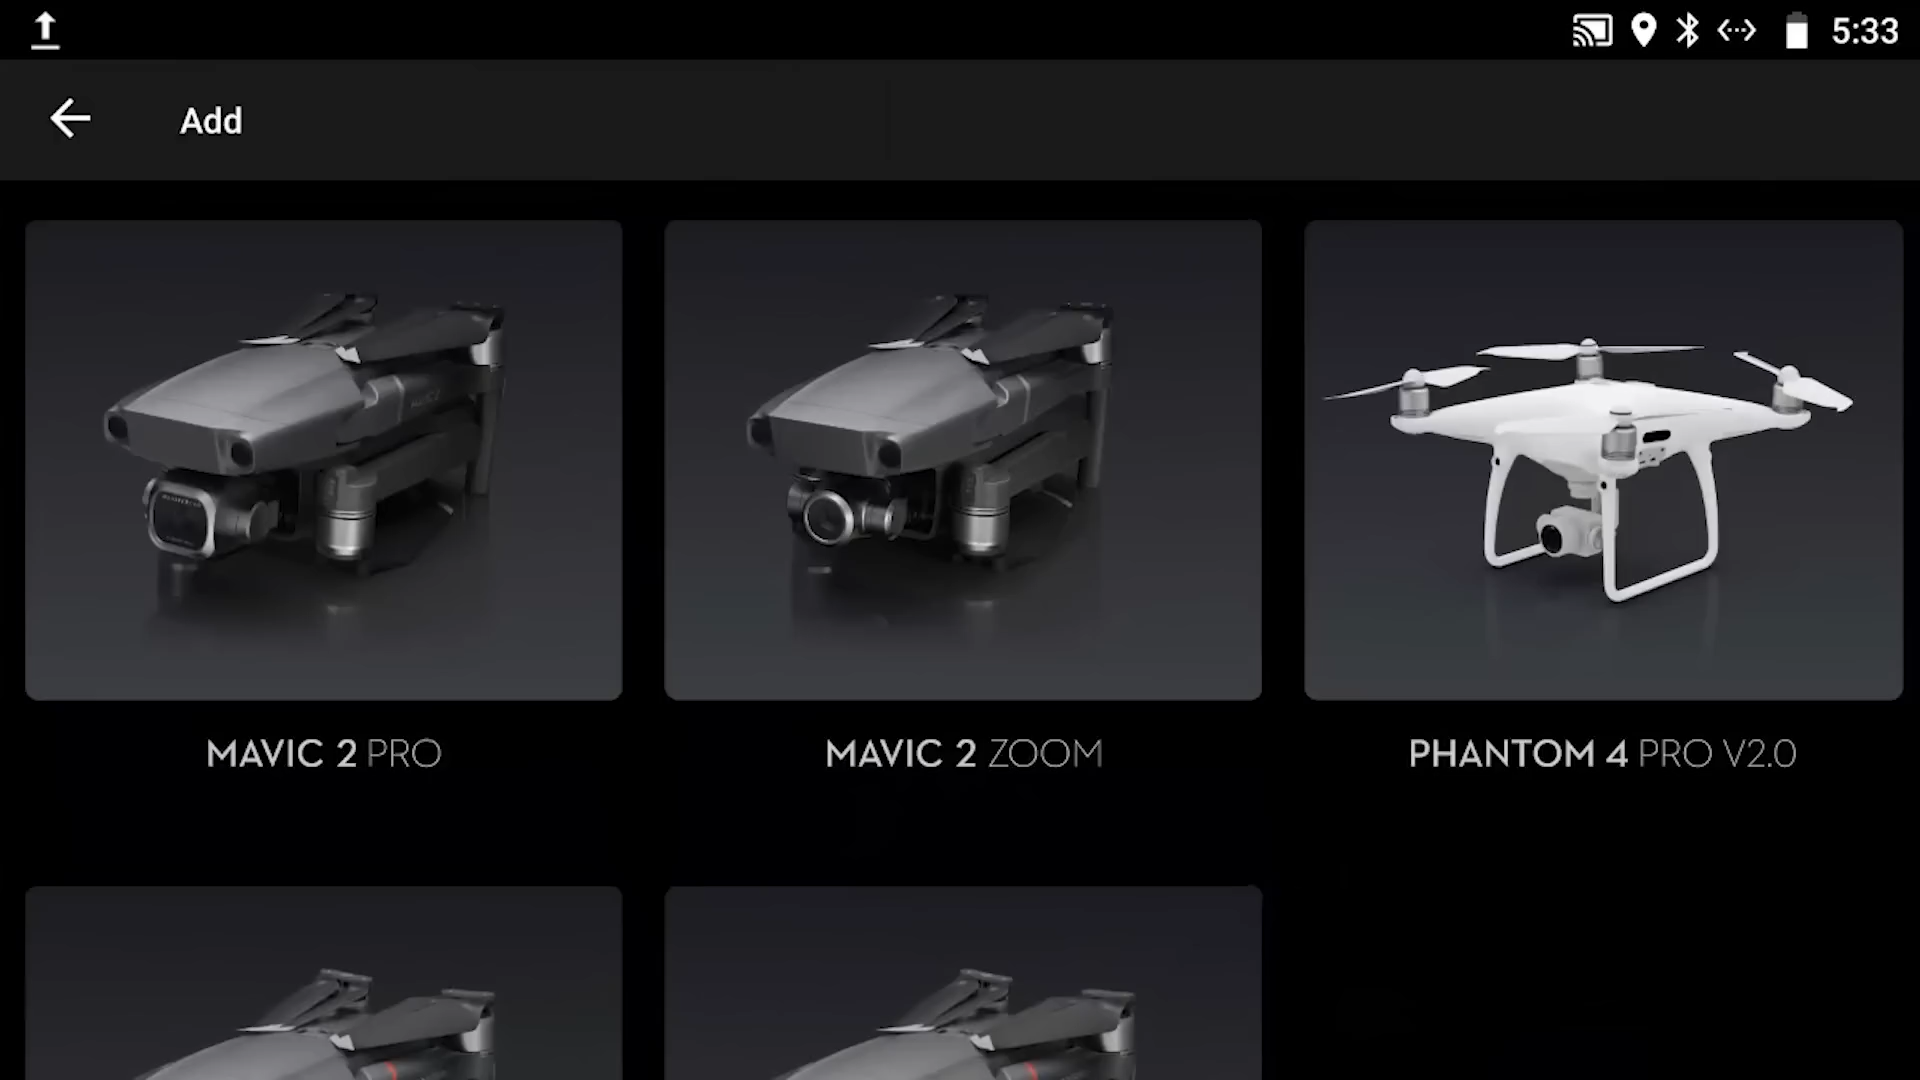 5:33
Add
MAVIC 2 PRO
MAVIC 2 ZOOM
PHANTOM 4 PRO V2.0